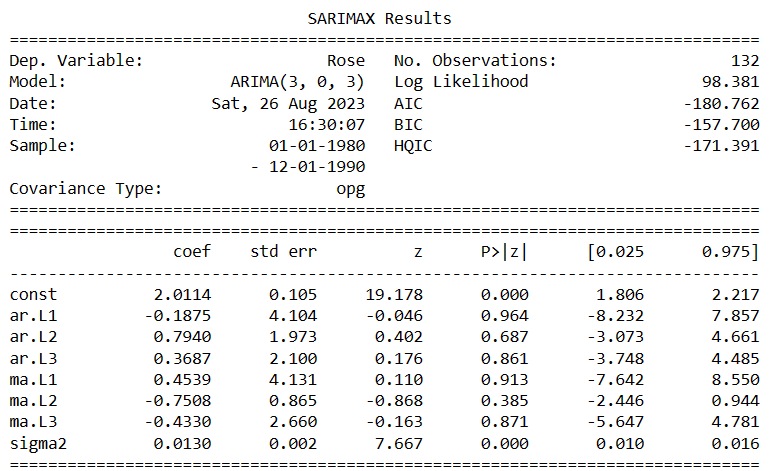 SARIMAX Results
==============================================================================
Dep. Variable:                   Rose   No. Observations:                  132
Model:                 ARIMA(3, 0, 3)   Log Likelihood                  98.381
Date:                Sat, 26 Aug 2023   AIC                           -180.762
Time:                        16:30:07   BIC                           -157.700
Sample:                    01-01-1980   HQIC                          -171.391
- 12-01-1990
Covariance Type:                  opg
==============================================================================
==============================================================================
coef    std err          z      P>|z|      [0.025      0.975]
------------------------------------------------------------------------------
const          2.0114      0.105     19.178      0.000       1.806       2.217
ar.L1         -0.1875      4.104     -0.046      0.964      -8.232       7.857
ar.L2          0.7940      1.973      0.402      0.687      -3.073       4.661
ar.L3          0.3687      2.100      0.176      0.861      -3.748       4.485
ma.L1          0.4539      4.131      0.110      0.913      -7.642       8.550
ma.L2         -0.7508      0.865     -0.868      0.385      -2.446       0.944
ma.L3         -0.4330      2.660     -0.163      0.871      -5.647       4.781
sigma2         0.0130      0.002      7.667      0.000       0.010       0.016
==============================================================================